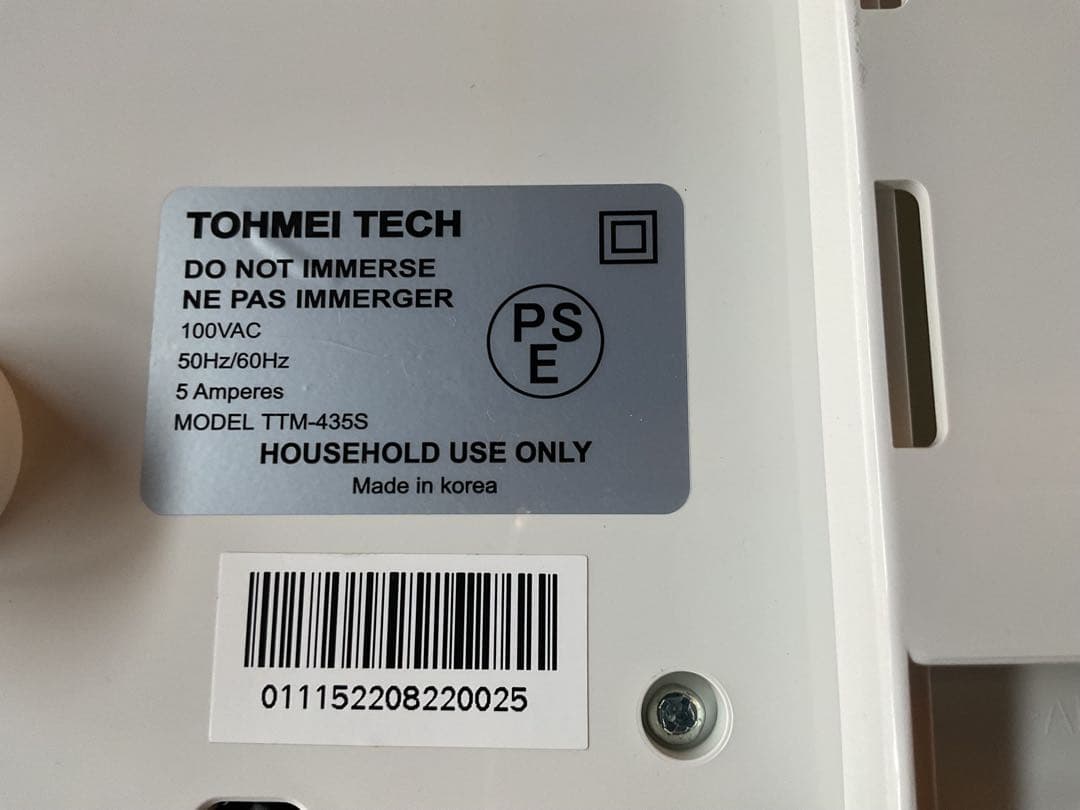 TOHMEI TECH
DO NOT IMMERSE
NE PAS IMMERGER
100VAC
50Hz/60Hz
5 Amperes
MODEL TTM-435S
PS
E
HOUSEHOLD USE ONLY
Made in korea
011152208220025